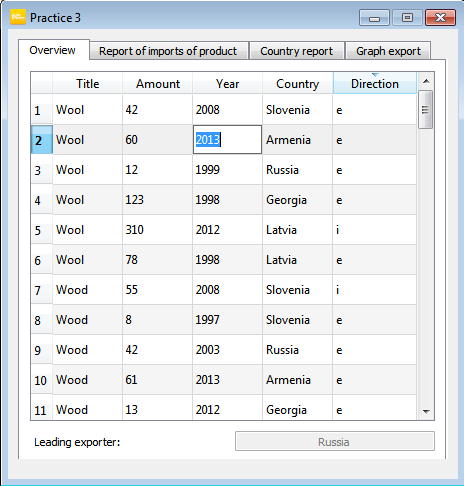 Practice 3
Overview Report of imports of product Country report Graph export
Title Amount Year Country Direction
1 Wool 42 2008 Slovenia e
2 Wool 60 2013 Armenia e
3 Wool 12 1999 Russia e
4 Wool 123 1998 Georgia e
5 Wool 310 2012 Latvia i
6 Wool 78 1998 Latvia e
7 Wood 55 2008 Slovenia i
8 Wood 8 1997 Slovenia e
9 Wood 42 2003 Russia e
10 Wood 61 2013 Armenia e
11 Wood 13 2012 Georgia e
Leading exporter: Russia